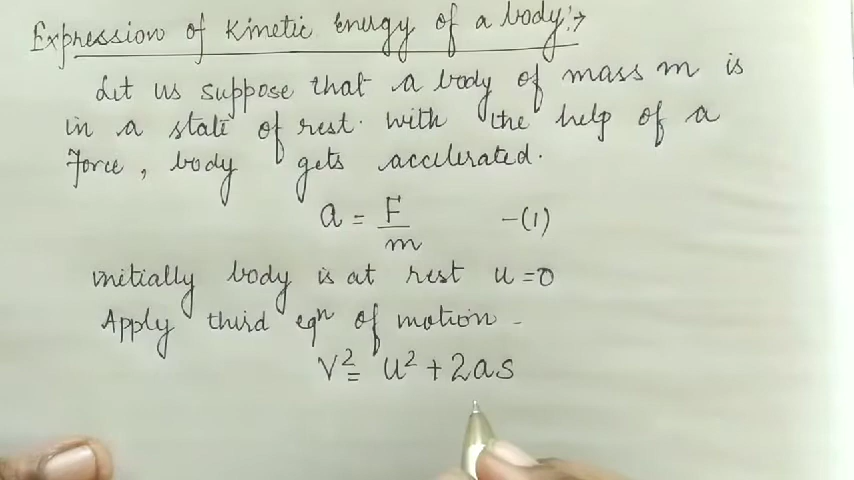 Expression of Kinetic Energy of a body:→
Let us suppose that a body of mass m is
in a state of rest. with the help of a
force, body gets accelerated.
a = F/m -(1)
initially body is at rest u=0
Apply third eqⁿ of motion -
V² = u² + 2as